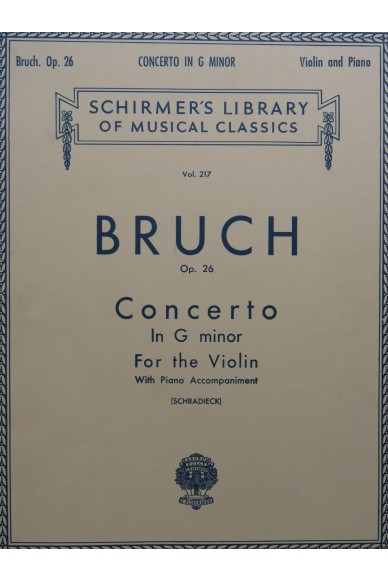 Bruch. Op. 26 CONCERTO IN G MINOR Violin and Piano
SCHIRMER'S LIBRARY
OF MUSICAL CLASSICS
Vol. 217
BRUCH
Op. 26
Concerto
In G minor
For the Violin
With Piano Accompaniment
(SCHRADIECK)